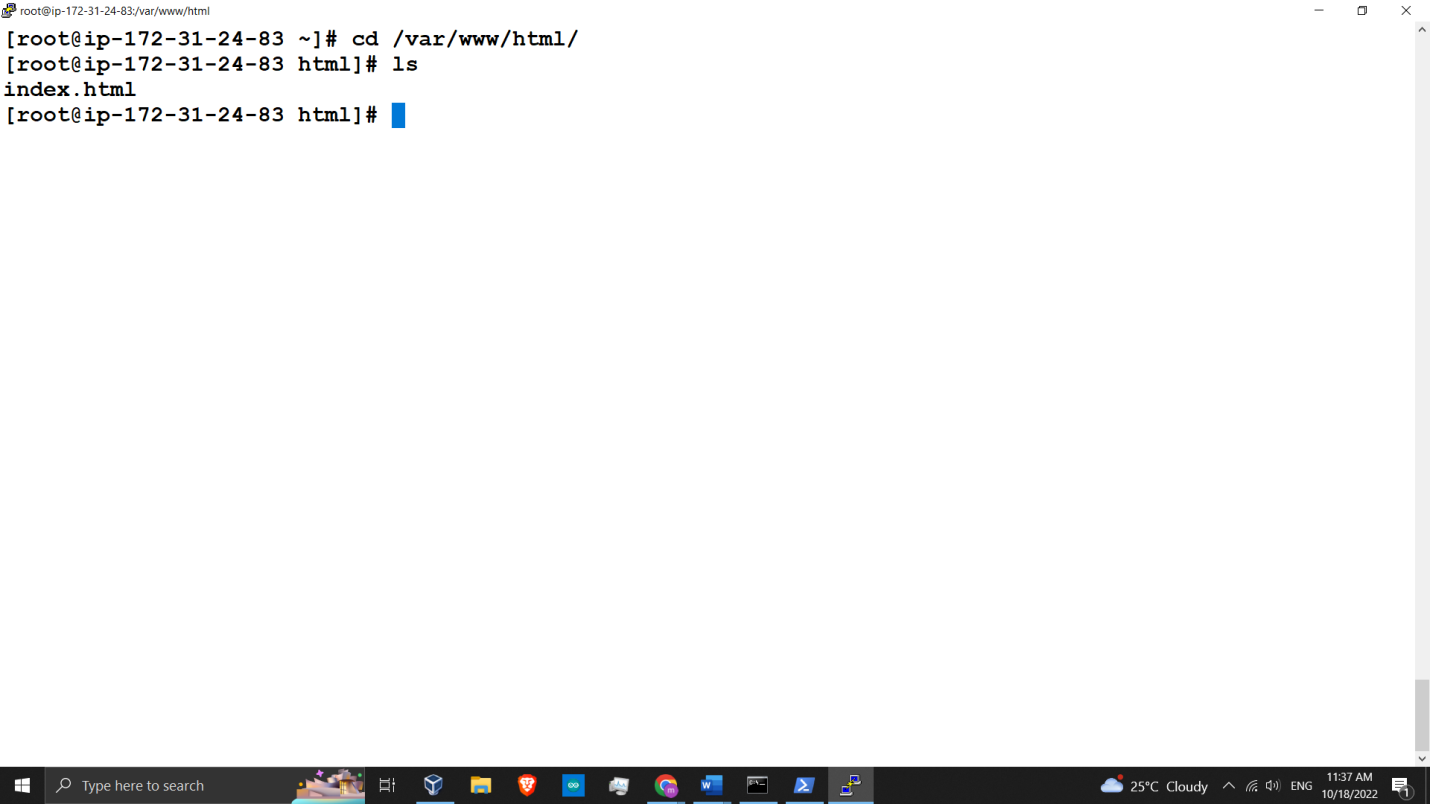 root@ip-172-31-24-83:/var/www/html
[root@ip-172-31-24-83 ~]# cd /var/www/html/
[root@ip-172-31-24-83 html]# ls
index.html
[root@ip-172-31-24-83 html]#
Type here to search
25°C Cloudy
ENG
11:37 AM
10/18/2022
1